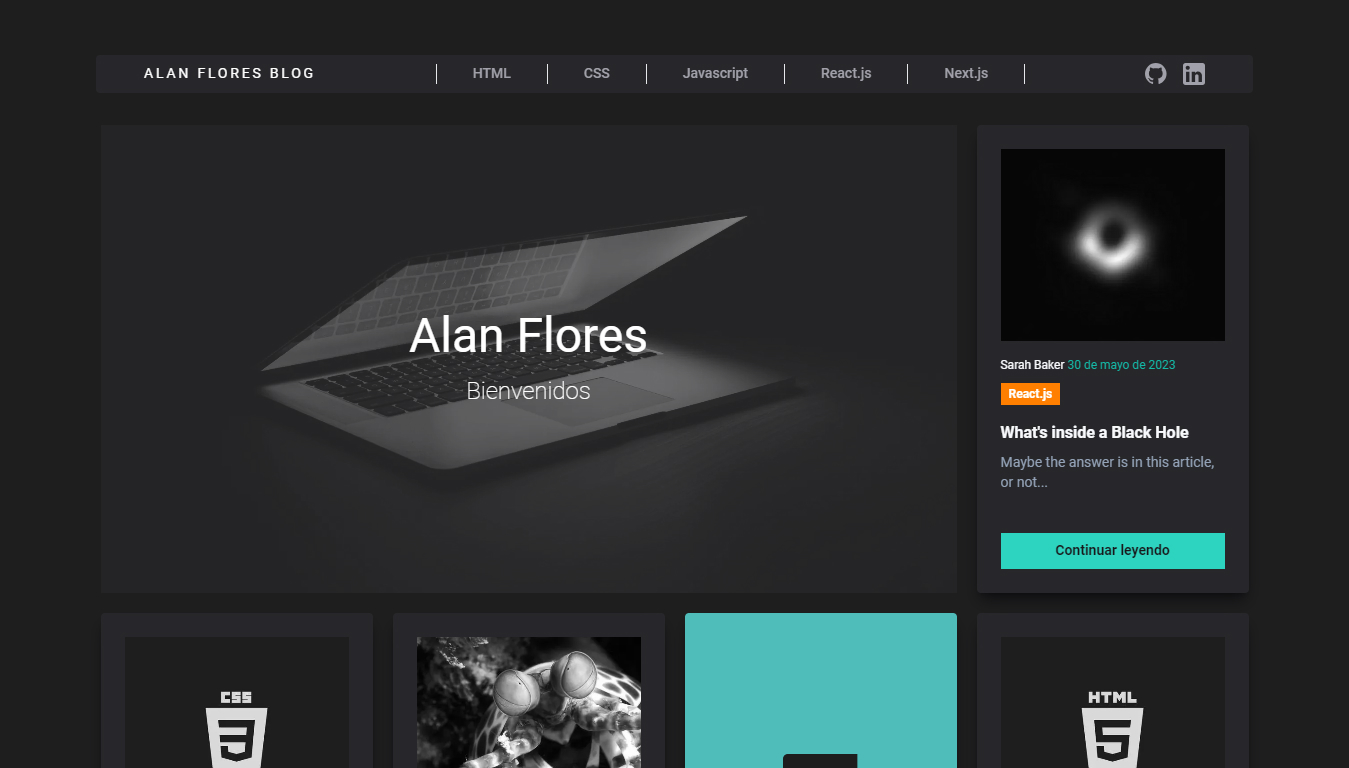 ALAN FLORES BLOG
HTML
CSS
Javascript
React.js
Next.js
in
Alan Flores
Bienvenidos
Sarah Baker 30 de mayo de 2023
React.js
What's inside a Black Hole
Maybe the answer is in this article,
or not...
Continuar leyendo
CSS
3
HTML
5